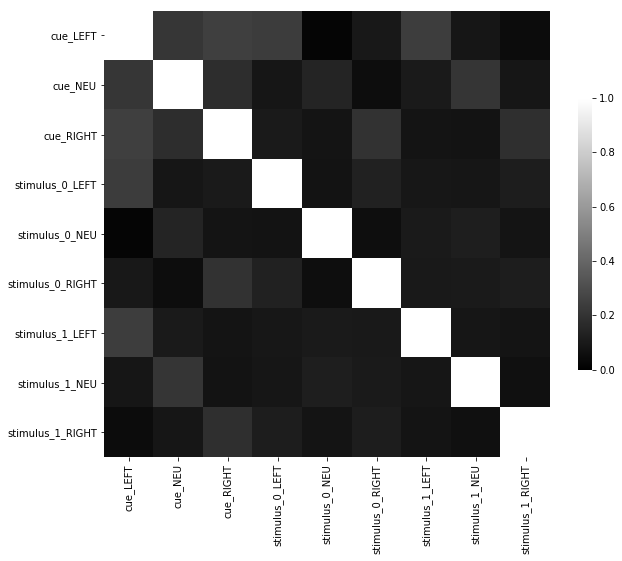 cue_LEFT
cue_NEU
cue_RIGHT
stimulus_0_LEFT
stimulus_0_NEU
stimulus_0_RIGHT
stimulus_1_LEFT
stimulus_1_NEU
stimulus_1_RIGHT
cue_LEFT
cue_NEU
cue_RIGHT
stimulus_0_LEFT
stimulus_0_NEU
stimulus_0_RIGHT
stimulus_1_LEFT
stimulus_1_NEU
stimulus_1_RIGHT
1.0
0.8
0.6
0.4
0.2
0.0